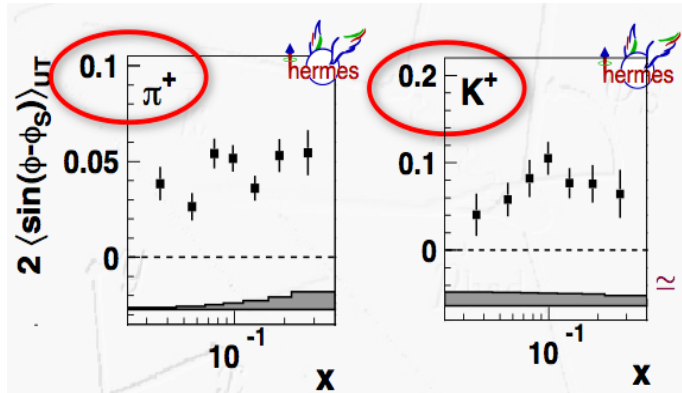 2 ⟨sin(φ-φS)⟩UT
0.1
π+
hermes
0.05
0
10-1
x
0.2
K+
hermes
0.1
0
≃
10-1
x